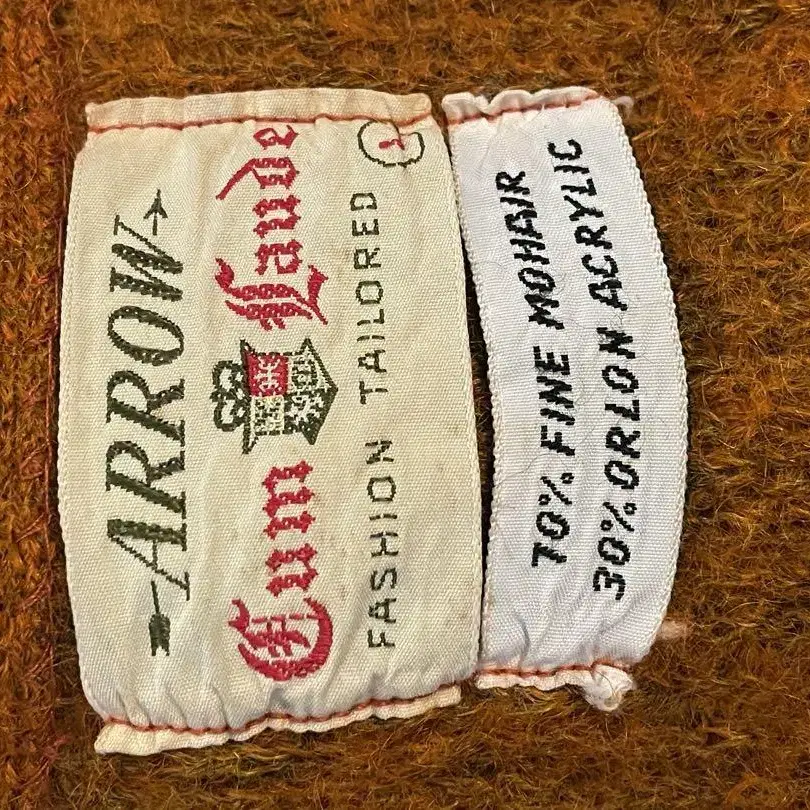 ARROW
Cum Laude
FASHION TAILORED
70% FINE MOHAIR
30% ORLON ACRYLIC